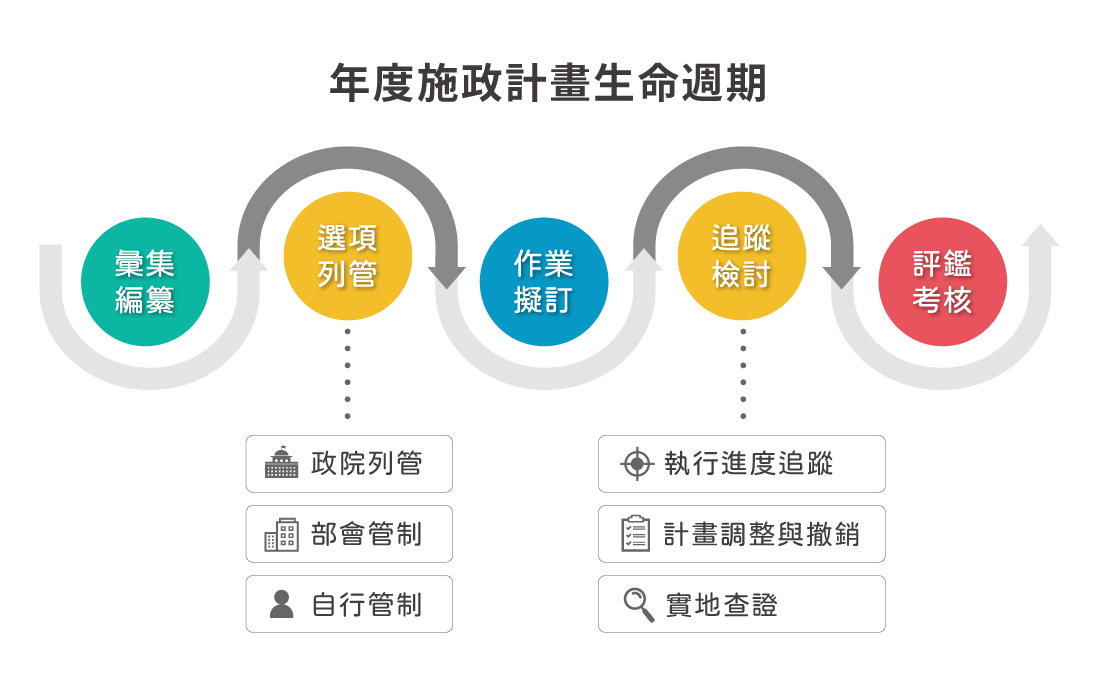 年度施政計畫生命週期
彙集
編纂
選項
列管
作業
擬訂
追蹤
檢討
評鑑
考核
政院列管
部會管制
自行管制
執行進度追蹤
計畫調整與撤銷
實地查證